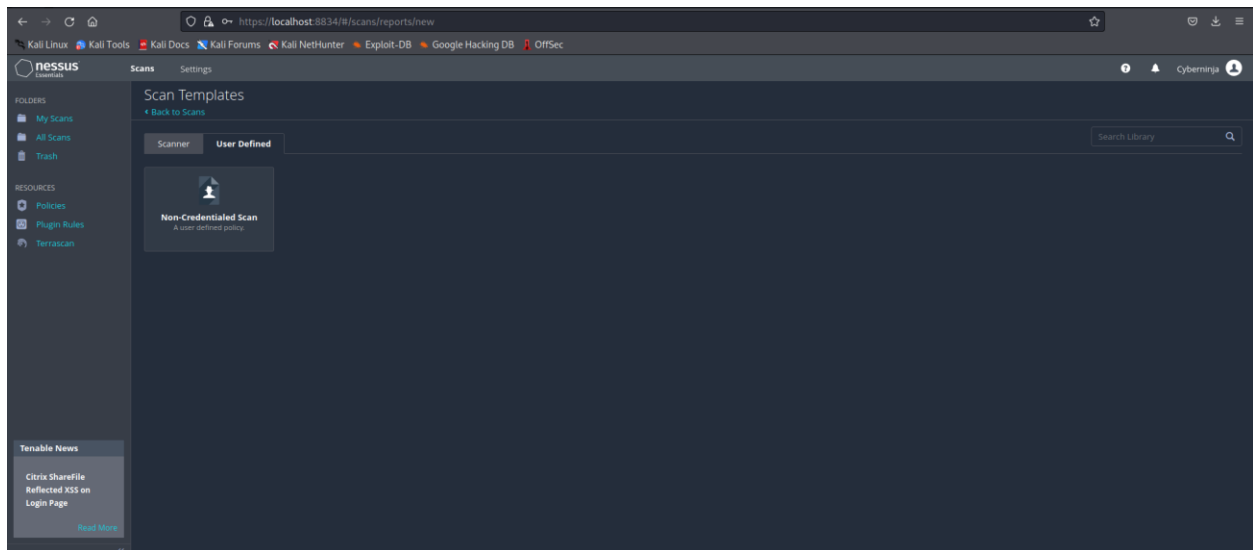 https://localhost:8834/#/scans/reports/new
Kali Linux Kali Tools Kali Docs Kali Forums Kali NetHunter Exploit-DB Google Hacking DB OffSec
nessus Essentials Scans Settings Cyberninja
FOLDERS
My Scans
All Scans
Trash
RESOURCES
Policies
Plugin Rules
Terrascan
Scan Templates
Back to Scans
Scanner User Defined Search Library
Non-Credentialed Scan
A user defined policy.
Tenable News
Citrix ShareFile
Reflected XSS on
Login Page
Read More